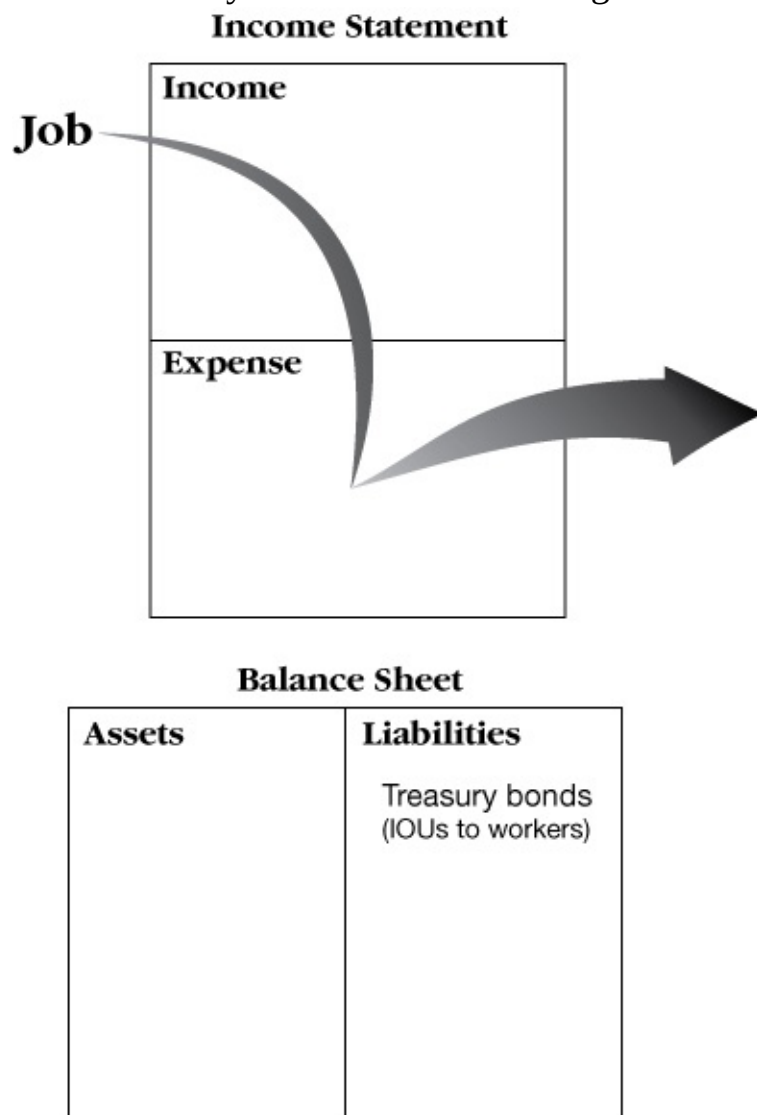 Income Statement
Income
Job
Expense
Balance Sheet
Assets
Liabilities
Treasury bonds
(IOUs to workers)